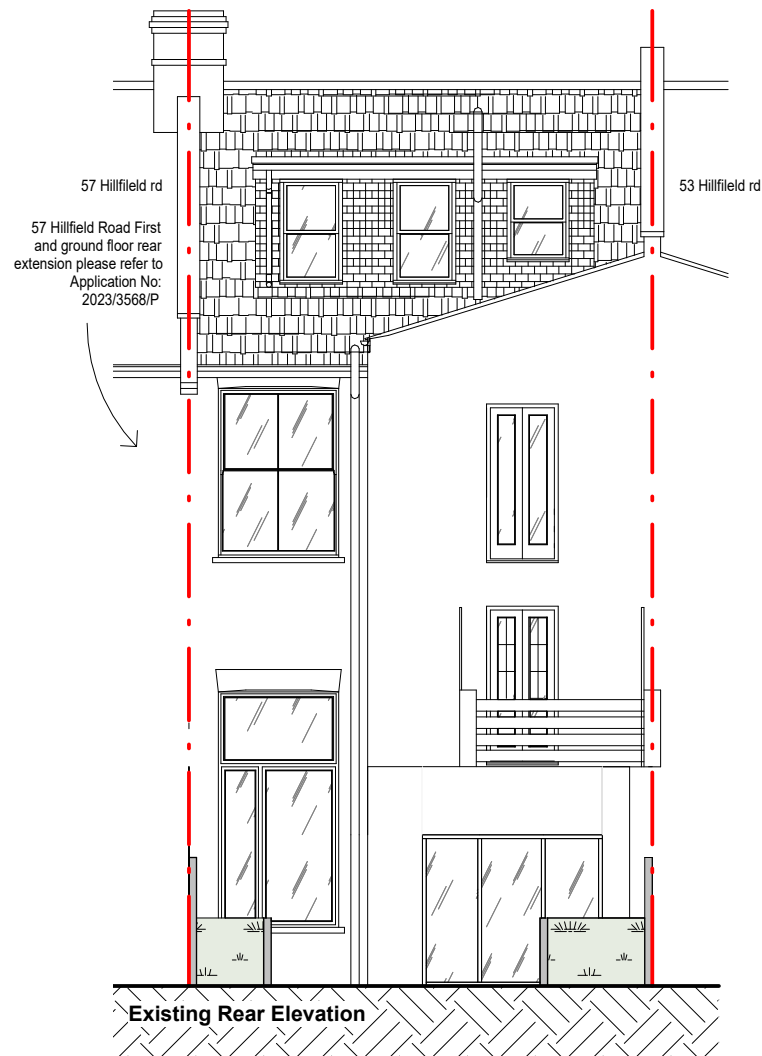 57 Hillfileld rd
53 Hillfileld rd
57 Hillfield Road First
and ground floor rear
extension please refer to
Application No:
2023/3568/P
Existing Rear Elevation